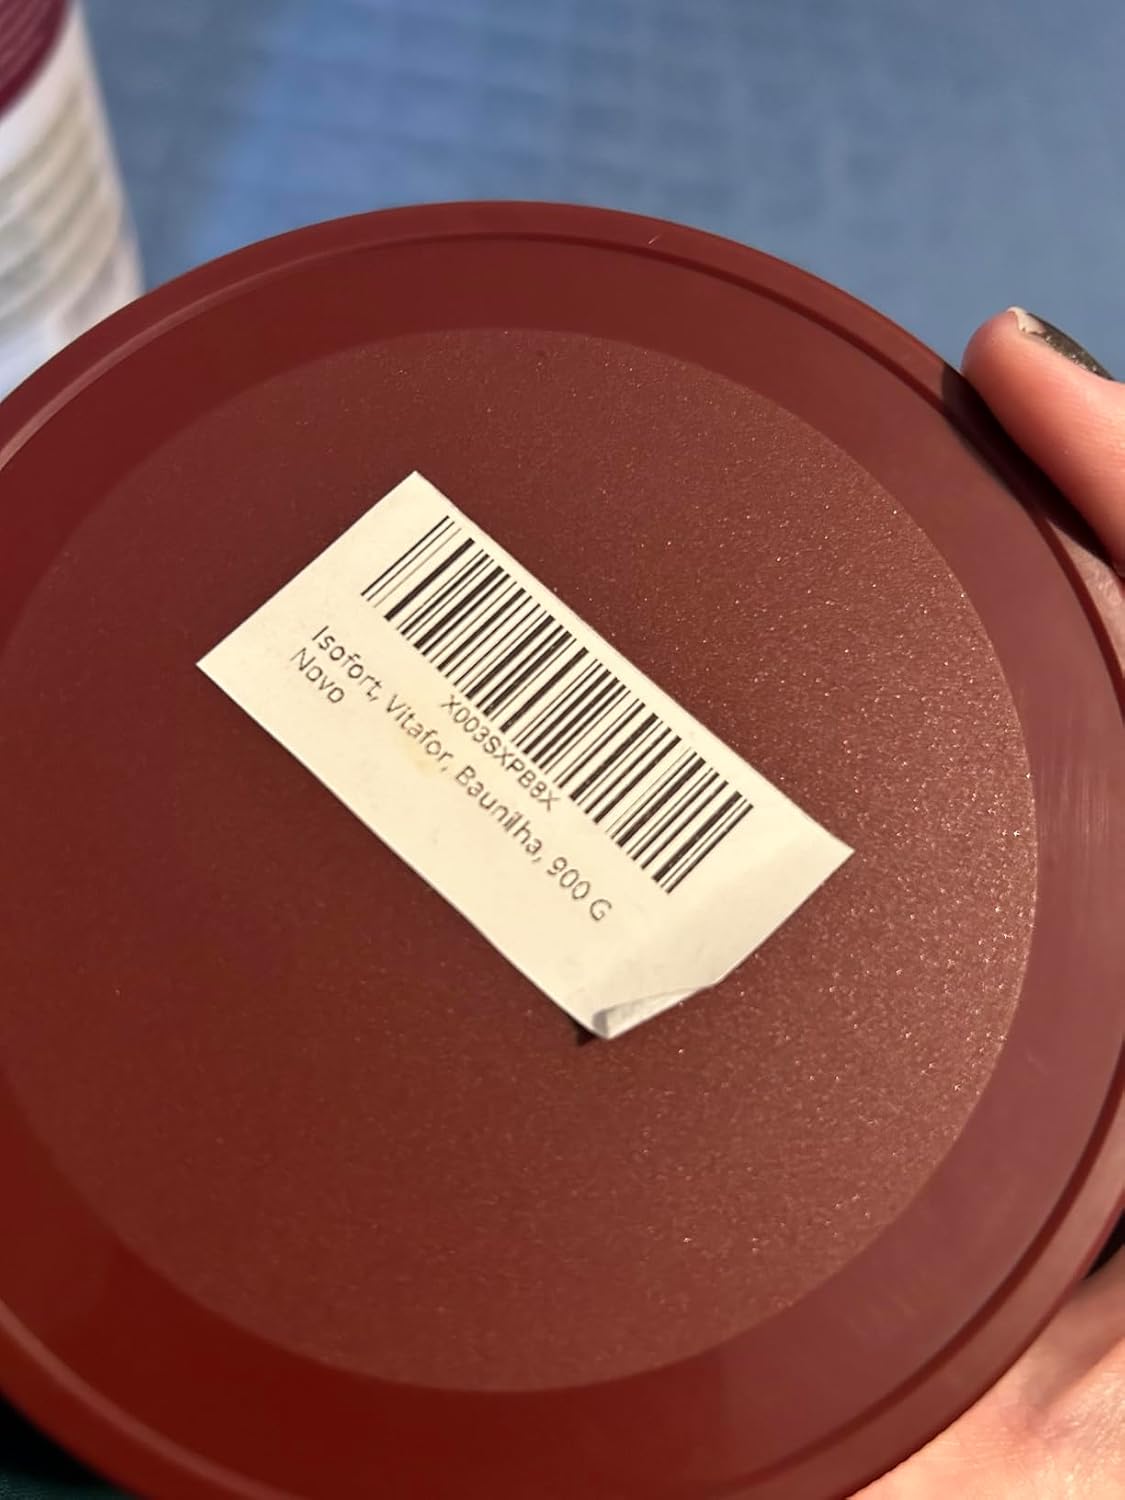 X003SXPB8X
Isofort, Vitafor, Baunilha, 900 G
Novo